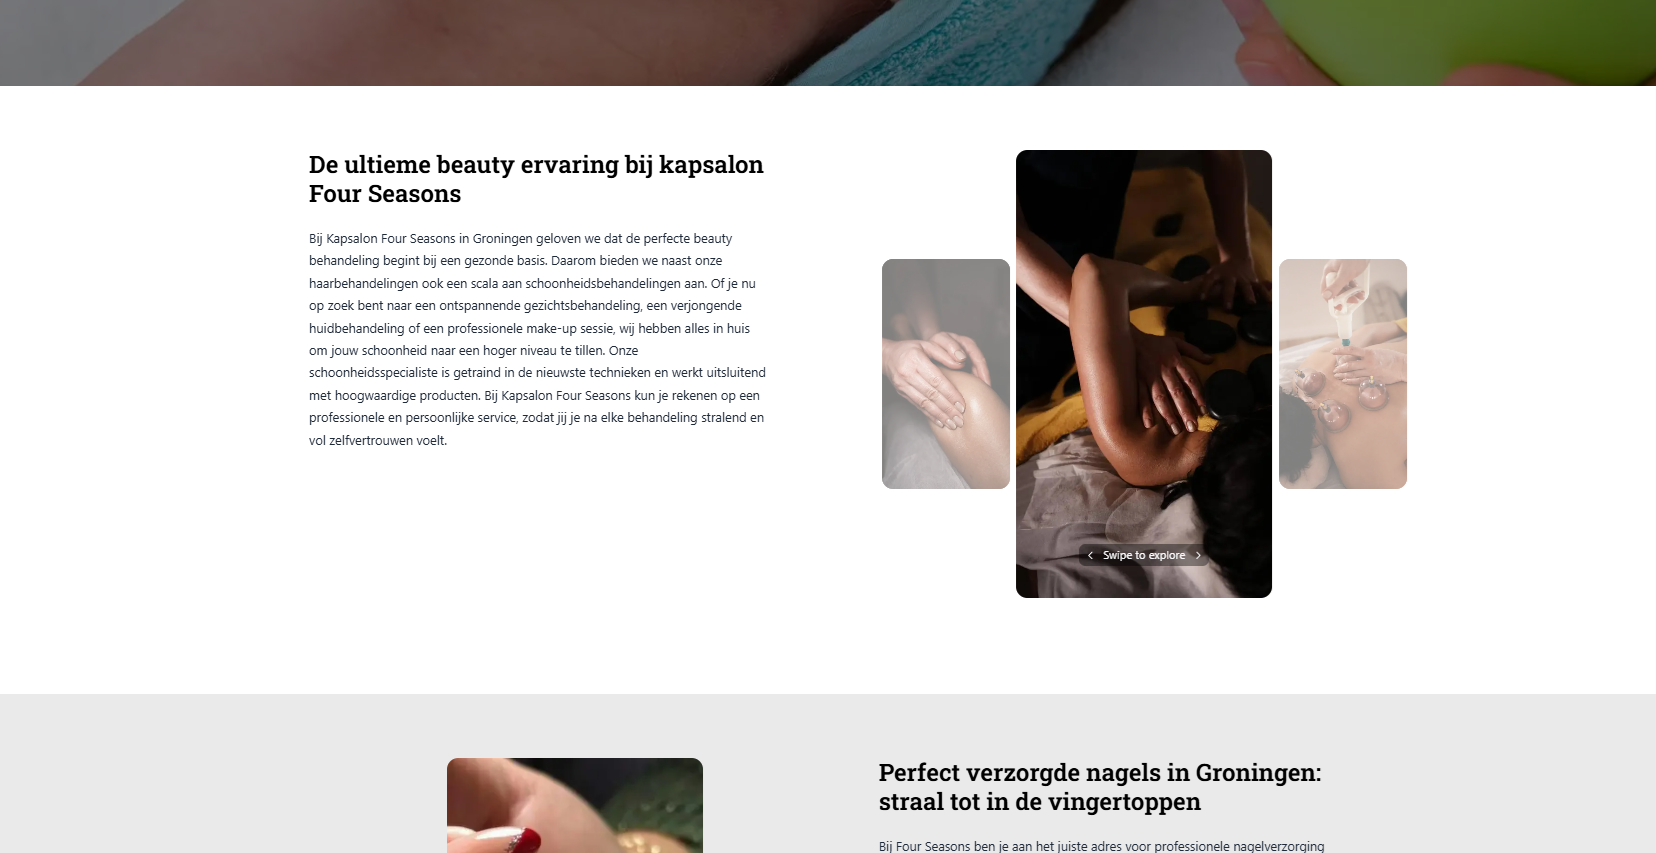 De ultieme beauty ervaring bij kapsalon
Four Seasons
Bij Kapsalon Four Seasons in Groningen geloven we dat de perfecte beauty
behandeling begint bij een gezonde basis. Daarom bieden we naast onze
haarbehandelingen ook een scala aan schoonheidsbehandelingen aan. Of je nu
op zoek bent naar een ontspannende gezichtsbehandeling, een verjongende
huidbehandeling of een professionele make-up sessie, wij hebben alles in huis
om jouw schoonheid naar een hoger niveau te tillen. Onze
schoonheidsspecialiste is getraind in de nieuwste technieken en werkt uitsluitend
met hoogwaardige producten. Bij Kapsalon Four Seasons kun je rekenen op een
professionele en persoonlijke service, zodat jij je na elke behandeling stralend en
vol zelfvertrouwen voelt.
Swipe to explore
Perfect verzorgde nagels in Groningen:
straal tot in de vingertoppen
Bij Four Seasons ben je aan het juiste adres voor professionele nagelverzorging